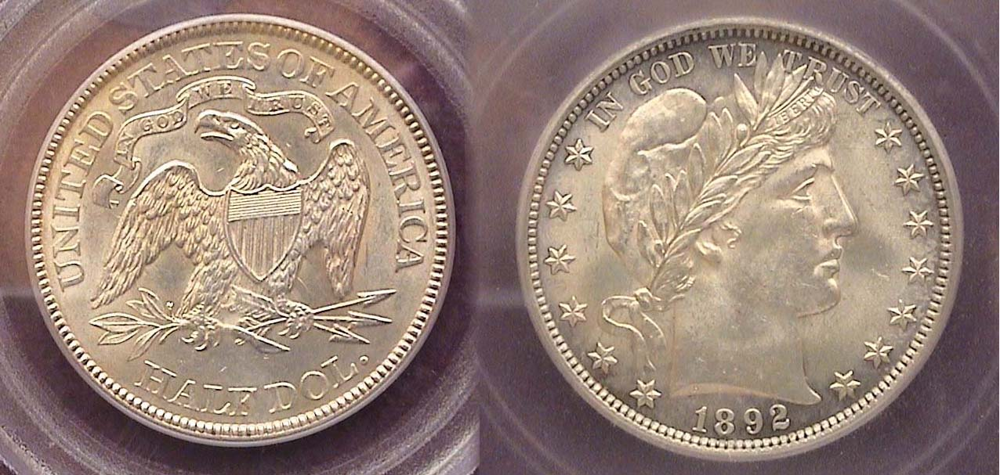 UNITED STATES OF AMERICA
IN GOD WE TRUST
HALF DOL.
IN GOD WE TRUST
LIBERTY
1892